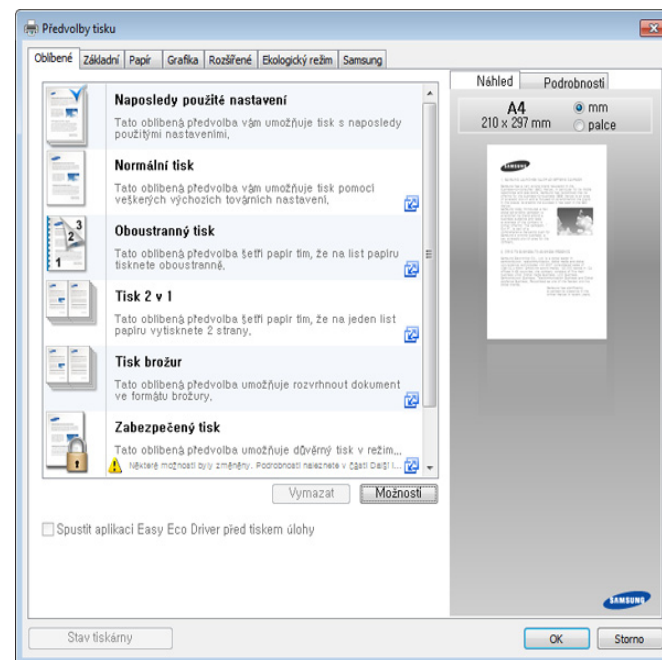 Předvolby tisku
Oblíbené Základní Papír Grafika Rozšířené Ekologický režim Samsung
Naposledy použité nastavení
Tato oblíbená předvolba vám umožňuje tisk s naposledy
použitými nastaveními.
Normální tisk
Tato oblíbená předvolba vám umožňuje tisk pomocí
veškerých výchozích továrních nastavení.
Oboustranný tisk
Tato oblíbená předvolba šetří papír tím, že na list papíru
tisknete oboustranně.
Tisk 2 v 1
Tato oblíbená předvolba šetří papír tím, že na jeden list
papíru vytisknete 2 strany.
Tisk brožur
Tato oblíbená předvolba umožňuje rozvrhnout dokument
ve formátu brožury.
Zabezpečený tisk
Tato oblíbená předvolba umožňuje důvěrný tisk v režim...
Některé možnosti byly změněny. Podrobnosti naleznete v části Další i...
Vymazat Možnosti
Spustit aplikaci Easy Eco Driver před tiskem úlohy
Náhled Podrobnosti
A4
210 x 297 mm
mm
palce
SAMSUNG
SAMSUNG
Stav tiskárny
OK Storno